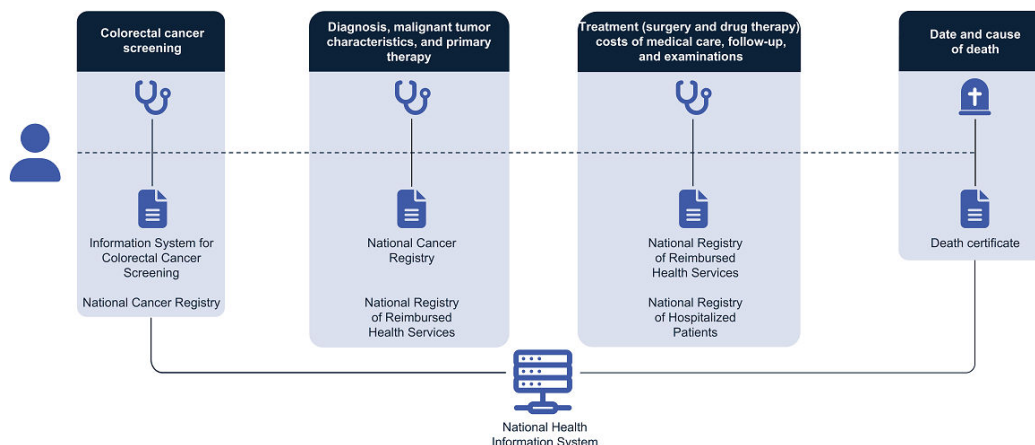 Colorectal cancer
screening
Diagnosis, malignant tumor
characteristics, and primary
therapy
Treatment (surgery and drug therapy)
costs of medical care, follow-up,
and examinations
Date and cause
of death
Information System for
Colorectal Cancer
Screening
National Cancer Registry
National Cancer
Registry
National Registry
of Reimbursed
Health Services
National Registry
of Reimbursed
Health Services
National Registry
of Hospitalized
Patients
Death certificate
National Health
Information System